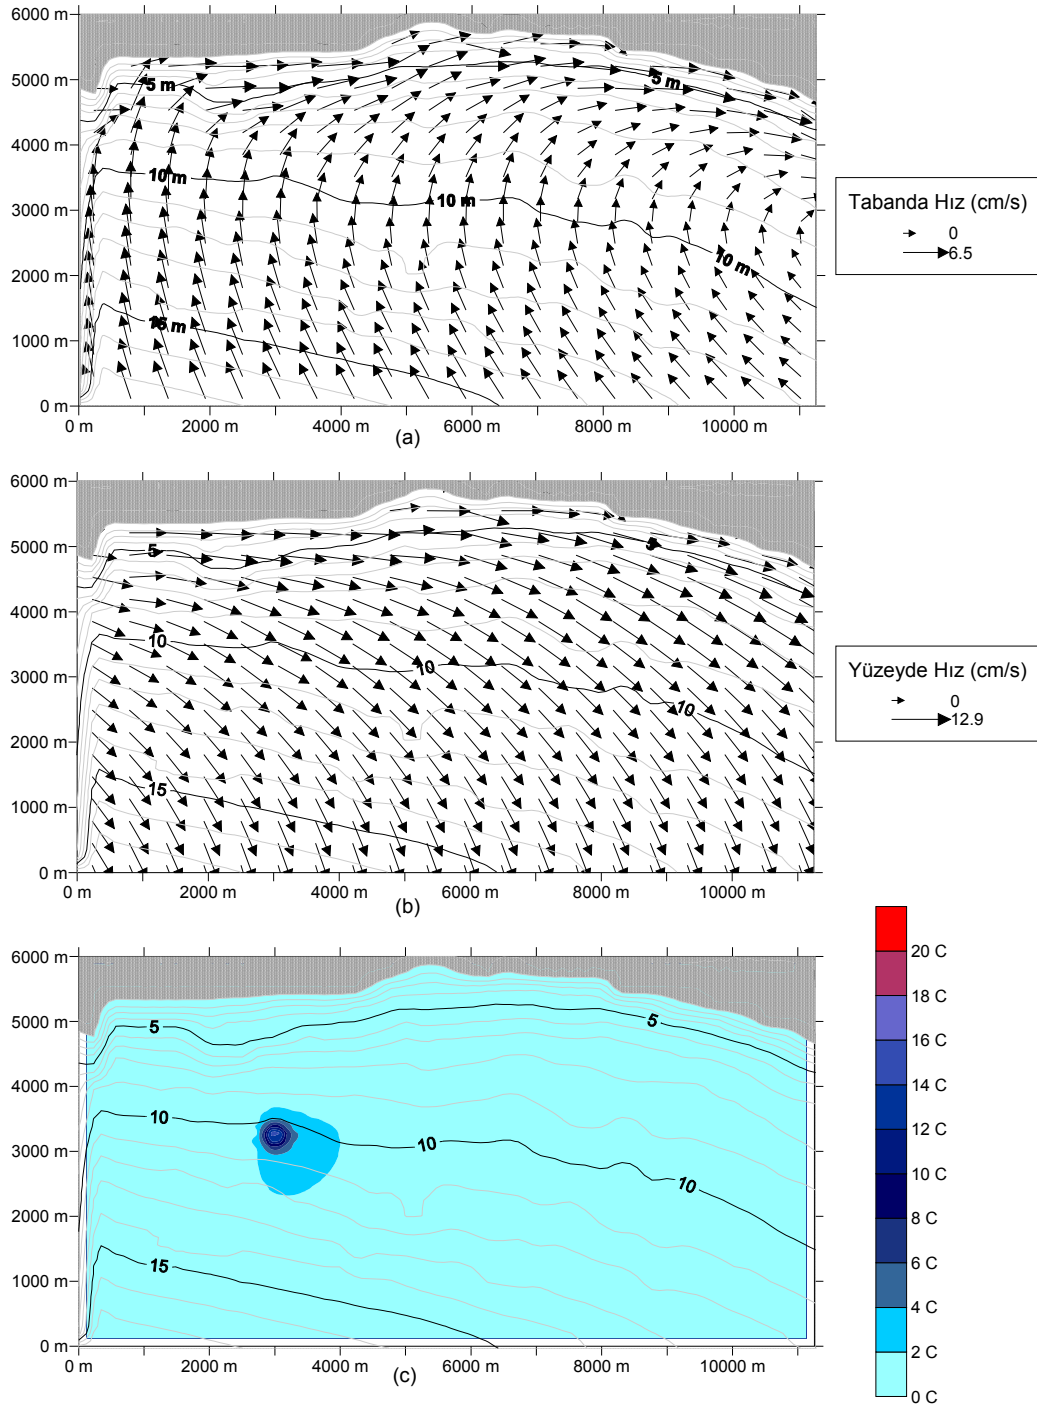 6000 m
5000 m
4000 m
3000 m
2000 m
1000 m
0 m
5 m
5 m
10 m
10 m
10 m
15 m
0 m
2000 m
4000 m
6000 m
8000 m
10000 m
(a)
Tabanda Hız (cm/s)
0
6.5
6000 m
5000 m
4000 m
3000 m
2000 m
1000 m
0 m
5
5
10
10
10
15
0 m
2000 m
4000 m
6000 m
8000 m
10000 m
(b)
Yüzeyde Hız (cm/s)
0
12.9
6000 m
5000 m
4000 m
3000 m
2000 m
1000 m
0 m
5
5
10
10
10
15
0 m
2000 m
4000 m
6000 m
8000 m
10000 m
(c)
20 C
18 C
16 C
14 C
12 C
10 C
8 C
6 C
4 C
2 C
0 C